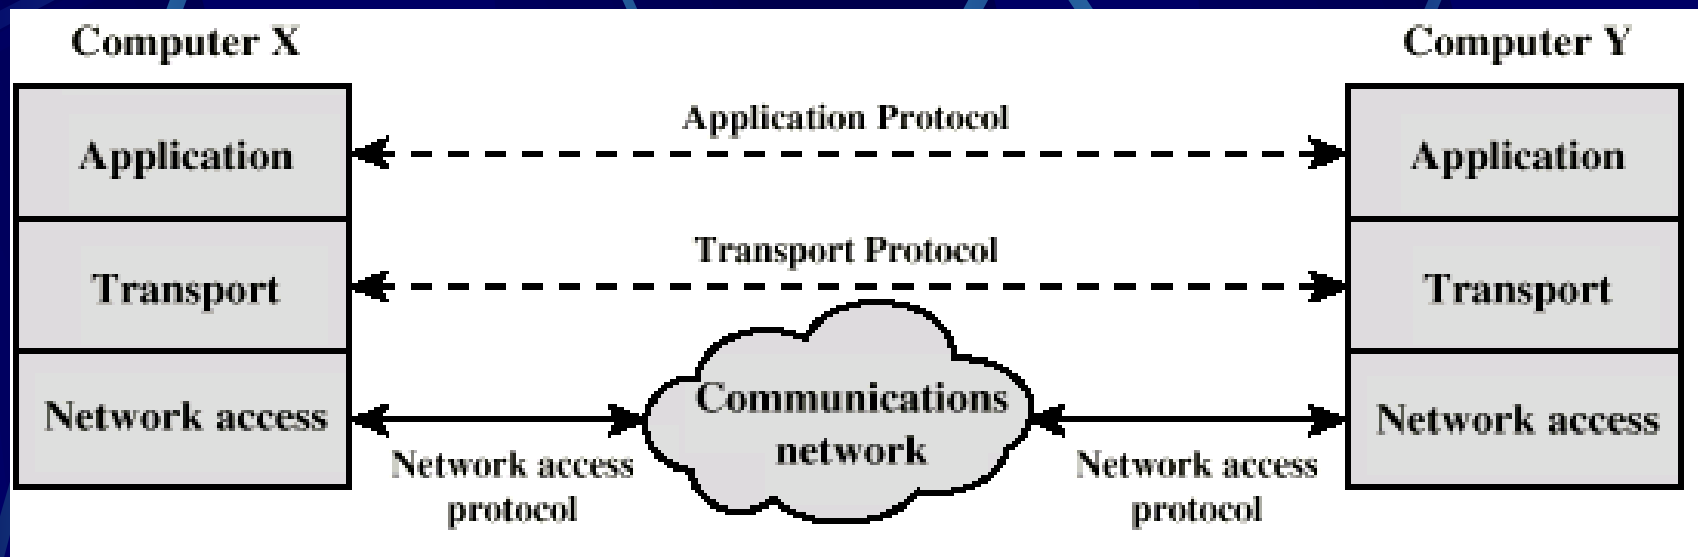 Computer X
Computer Y
Application
Application Protocol
Application
Transport
Transport Protocol
Transport
Network access
Network access
protocol
Communications
network
Network access
protocol
Network access